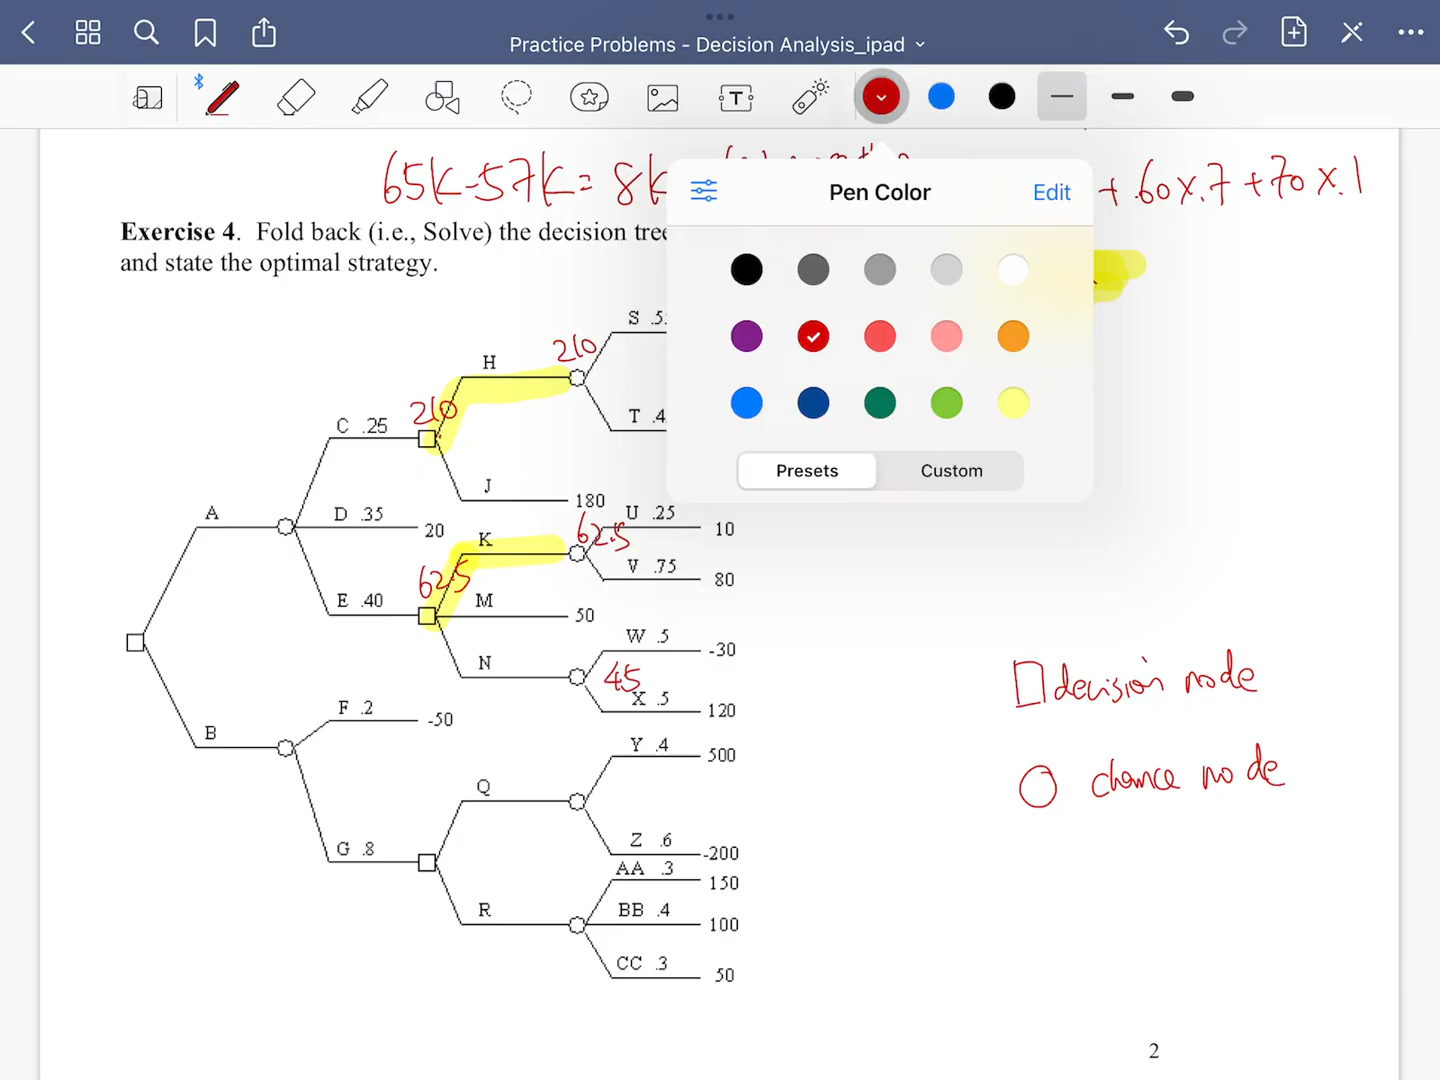 Practice Problems - Decision Analysis_ipad
T
65K-57K= 8K
+ .60x.7 +70x.1
Pen Color
Edit
Exercise 4. Fold back (i.e., Solve) the decision tree
and state the optimal strategy.
S .5
210
H
210
T .4
C .25
J
180
Presets
Custom
A
D .35
20
K
62.5
U .25
10
62.5
V .75
80
E .40
M
50
W .5
-30
N
45
X .5
120
decision node
B
F .2
-50
Y .4
500
Q
chance node
G .8
Z .6
-200
AA .3
150
R
BB .4
100
CC .3
50
2